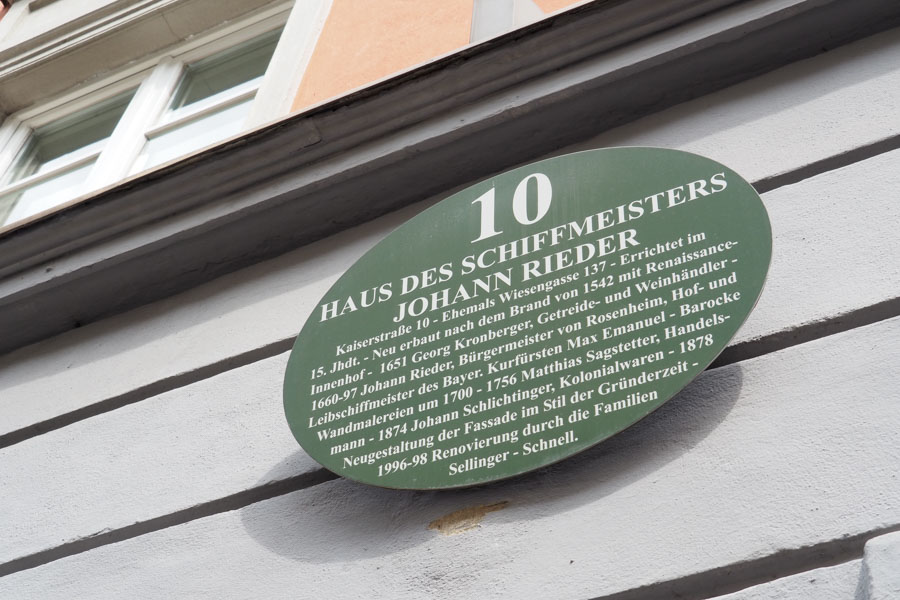 10
HAUS DES SCHIFFMEISTERS
JOHANN RIEDER
Kaiserstraße 10 - Ehemals Wiesengasse 137 - Errichtet im
15. Jhdt. - Neu erbaut nach dem Brand von 1542 mit Renaissance-
Innenhof - 1651 Georg Kronberger, Getreide- und Weinhändler -
1660-97 Johann Rieder, Bürgermeister von Rosenheim, Hof- und
Leibschiffmeister des Bayer. Kurfürsten Max Emanuel - Barocke
Wandmalereien um 1700 - 1756 Matthias Sagstetter, Handels-
mann - 1874 Johann Schlichtinger, Kolonialwaren - 1878
Neugestaltung der Fassade im Stil der Gründerzeit -
1996-98 Renovierung durch die Familien
Sellinger - Schnell.